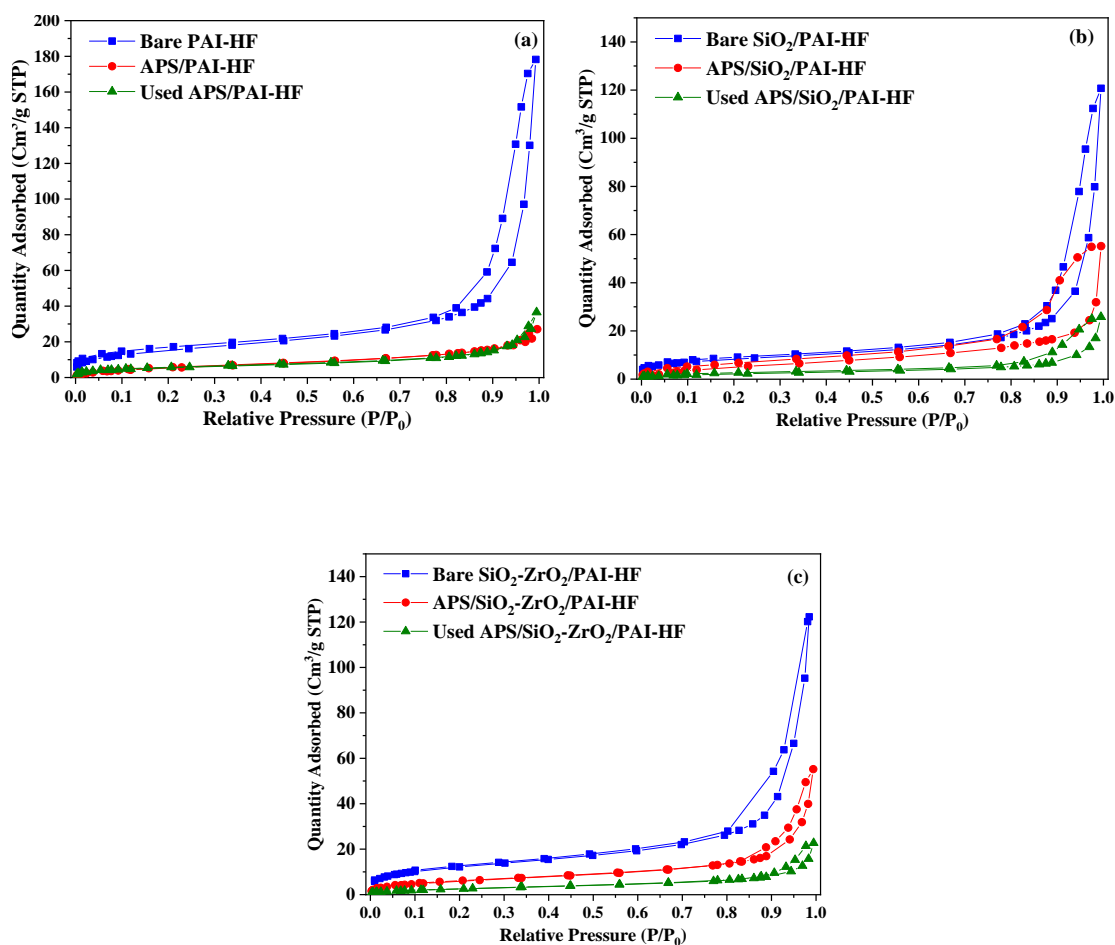 (a)
Bare PAI-HF
APS/PAI-HF
Used APS/PAI-HF
Quantity Adsorbed (Cm³/g STP)
200
180
160
140
120
100
80
60
40
20
0
0.0 0.1 0.2 0.3 0.4 0.5 0.6 0.7 0.8 0.9 1.0
Relative Pressure (P/P₀)
(b)
Bare SiO₂/PAI-HF
APS/SiO₂/PAI-HF
Used APS/SiO₂/PAI-HF
Quantity Adsorbed (Cm³/g STP)
140
120
100
80
60
40
20
0
0.0 0.1 0.2 0.3 0.4 0.5 0.6 0.7 0.8 0.9 1.0
Relative Pressure (P/P₀)
(c)
Bare SiO₂-ZrO₂/PAI-HF
APS/SiO₂-ZrO₂/PAI-HF
Used APS/SiO₂-ZrO₂/PAI-HF
Quantity Adsorbed (Cm³/g STP)
140
120
100
80
60
40
20
0
0.0 0.1 0.2 0.3 0.4 0.5 0.6 0.7 0.8 0.9 1.0
Relative Pressure (P/P₀)